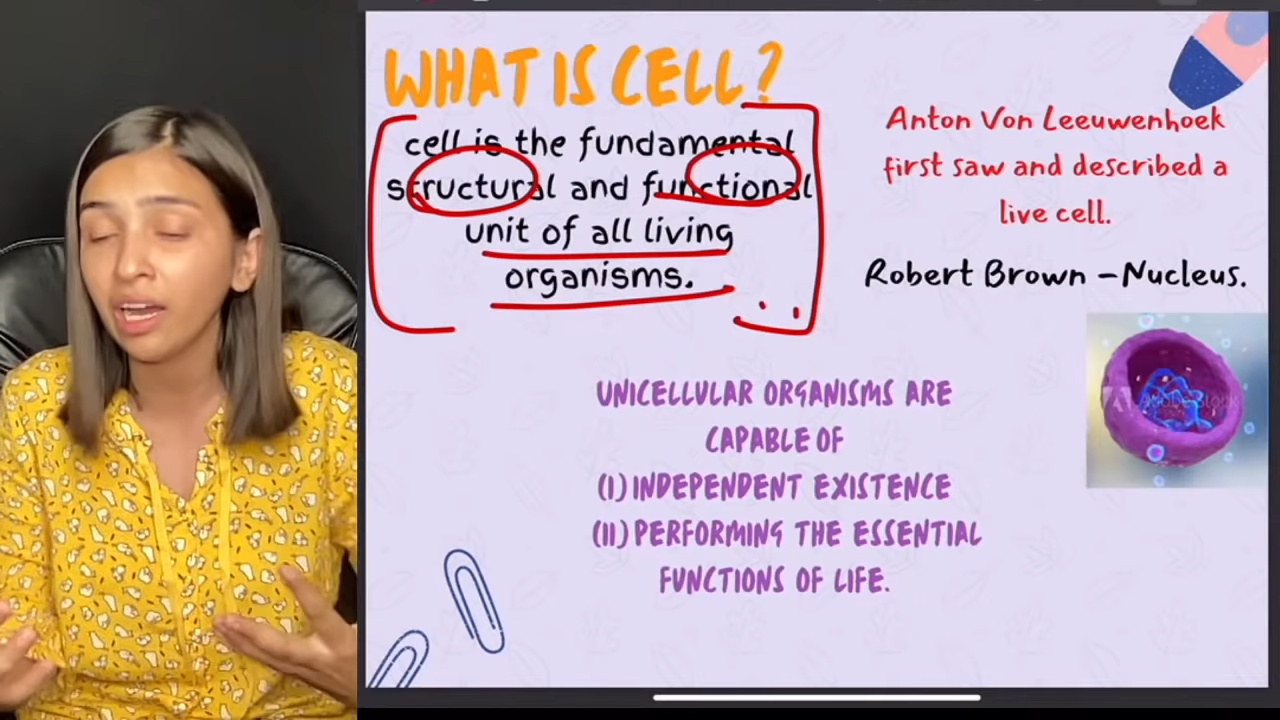 WHAT IS CELL?
cell is the fundamental
structural and functional
unit of all living
organisms.
Anton Von Leeuwenhoek
first saw and described a
live cell.
Robert Brown - Nucleus.
UNICELLULAR ORGANISMS ARE
CAPABLE OF
(I) INDEPENDENT EXISTENCE
(II) PERFORMING THE ESSENTIAL
FUNCTIONS OF LIFE.